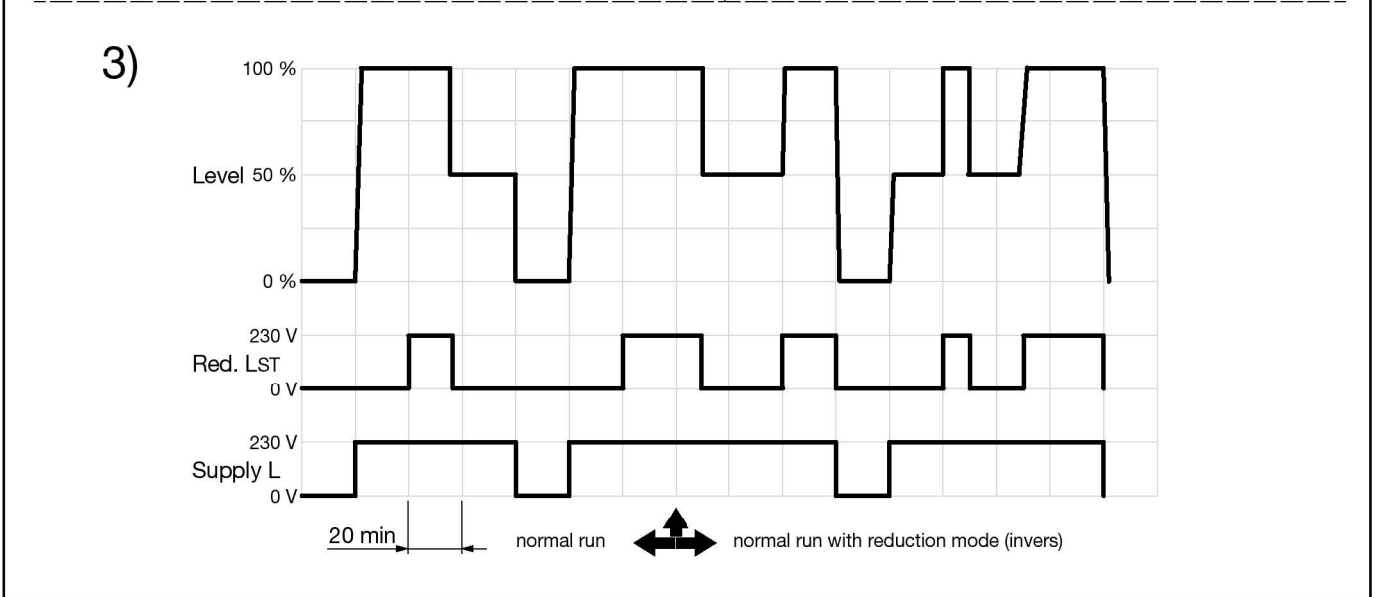 3)
100 %
Level 50 %
0 %
230 V
Red. LST
0 V
230 V
Supply L
0 V
20 min
normal run
normal run with reduction mode (invers)